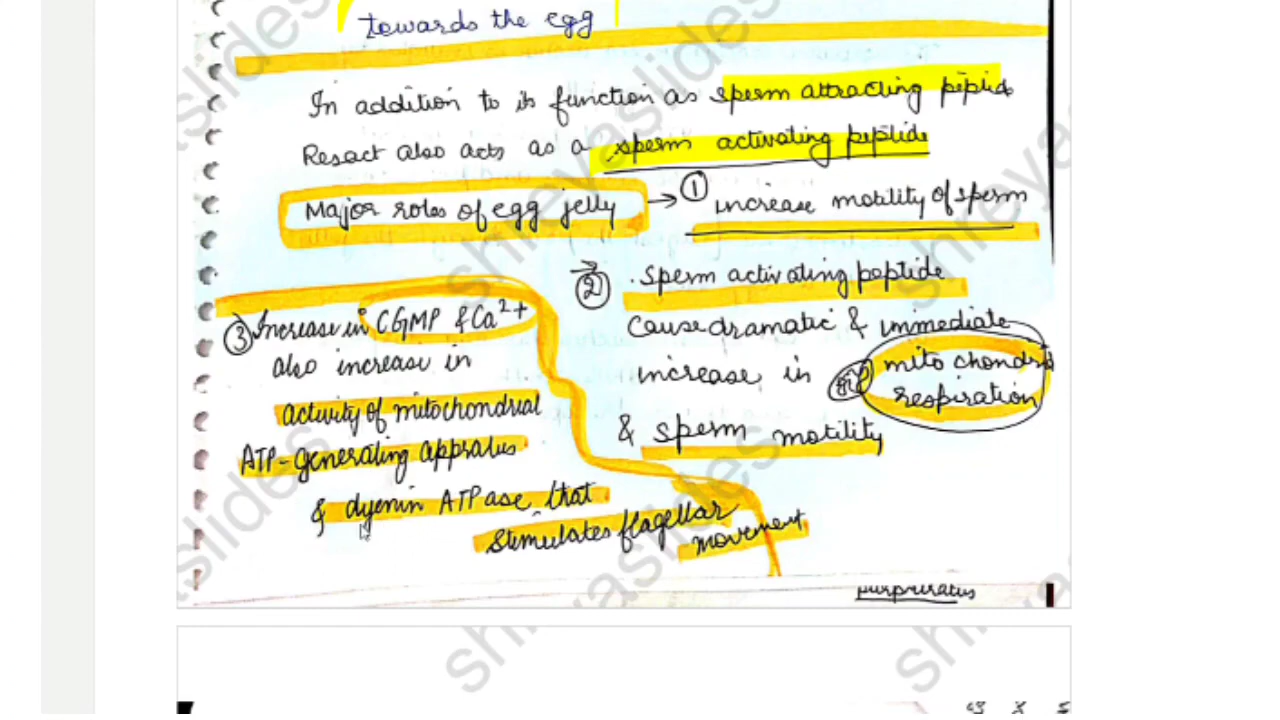 towards the egg
In addition to its function as sperm attracting peptid
Resact also acts as a sperm activating peptide
Major roles of egg jelly → ① increase motility of sperm
→
② sperm activating peptide
cause dramatic & immediate
increase in mitochondria
respiration
& sperm motility
③ Increase in CGMP & Ca²⁺
also increase in
activity of mitochondrial
ATP-generating appratus
& dyenin ATPase that
stimulates flagellar
movement
purpruratus
shreyaslides